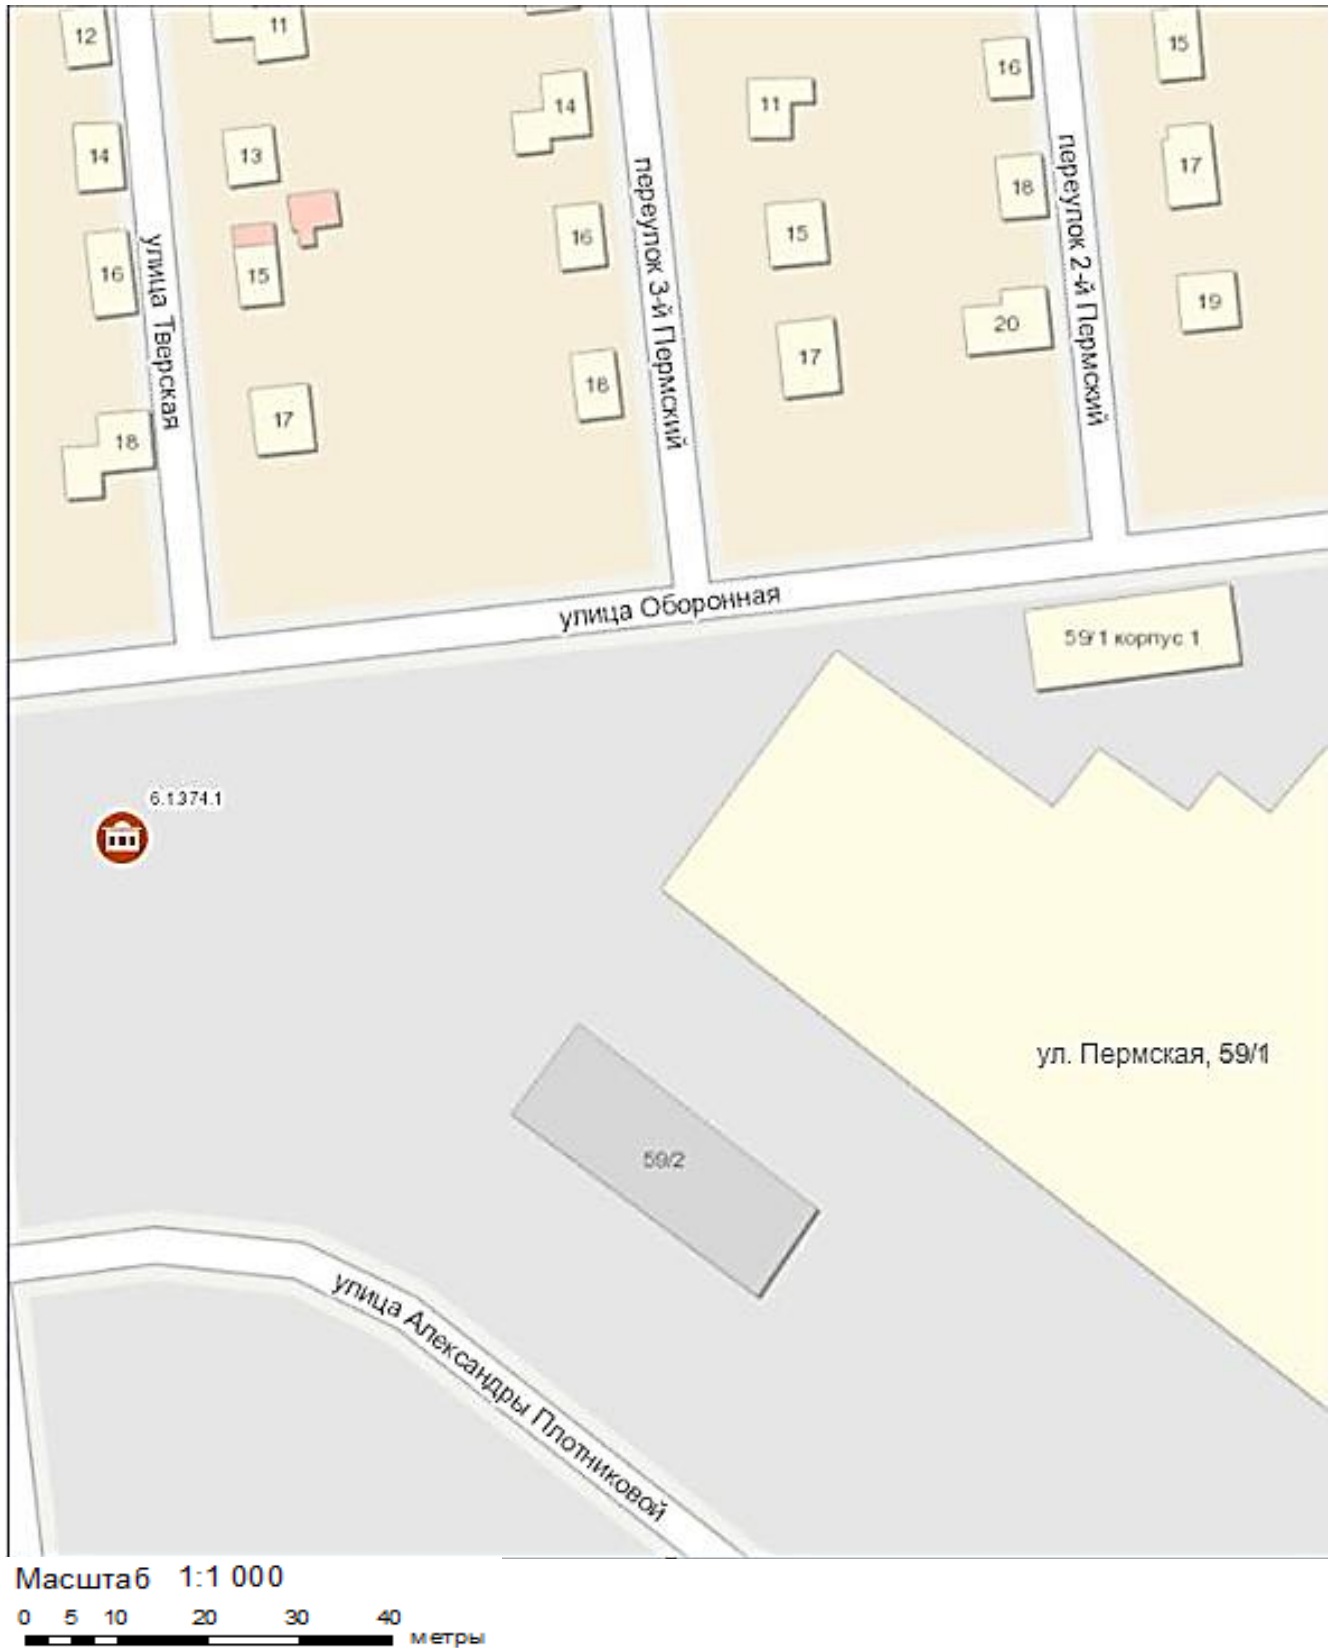 12
11
15
16
14
11
14
13
17
18
16
15
16
15
19
20
17
18
17
18
улица Тверская
переулок 3-й Пермский
переулок 2-й Пермский
улица Оборонная
59/1 корпус 1
6.1.374.1
ул. Пермская, 59/1
59/2
улица Александры Плотниковой
Масштаб 1:1 000
0 5 10 20 30 40
метры